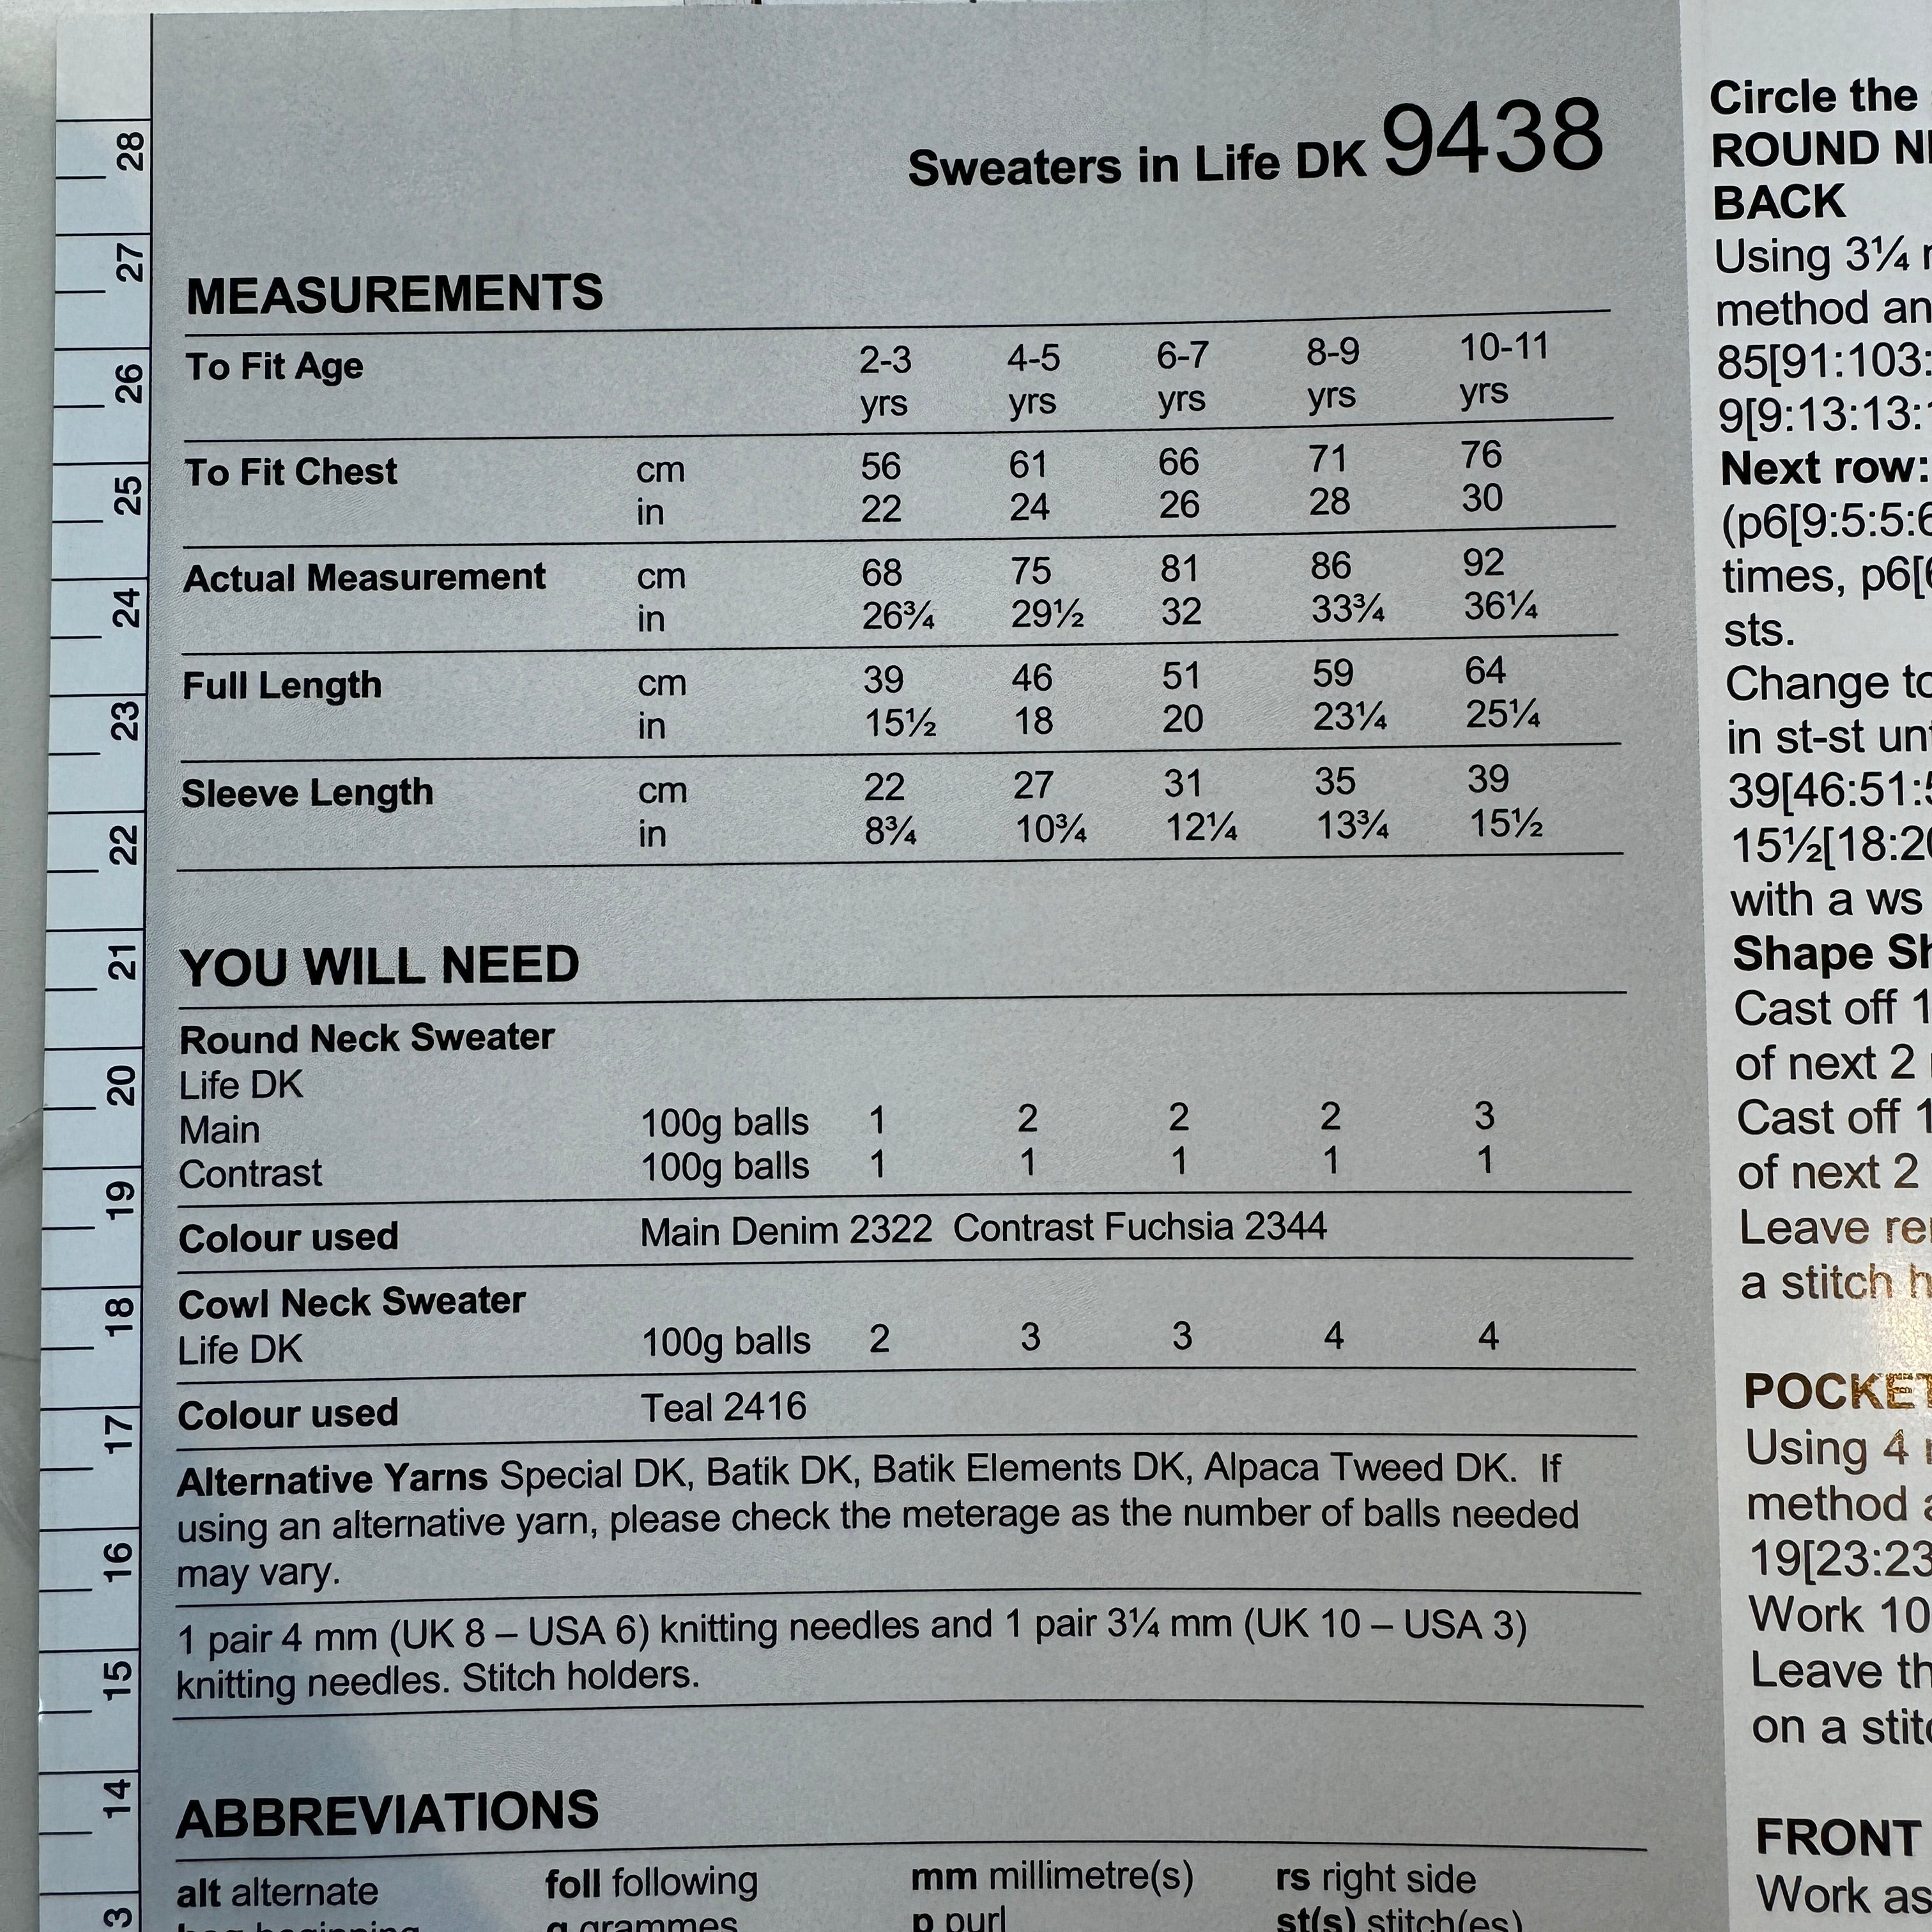 Sweaters in Life DK 9438
MEASUREMENTS
To Fit Age 2-3 4-5 6-7 8-9 10-11
yrs yrs yrs yrs yrs
To Fit Chest cm 56 61 66 71 76
in 22 24 26 28 30
Actual Measurement cm 68 75 81 86 92
in 26¾ 29½ 32 33¾ 36¼
Full Length cm 39 46 51 59 64
in 15½ 18 20 23¼ 25¼
Sleeve Length cm 22 27 31 35 39
in 8¾ 10¾ 12¼ 13¾ 15½
YOU WILL NEED
Round Neck Sweater
Life DK
Main 100g balls 1 2 2 2 3
Contrast 100g balls 1 1 1 1 1
Colour used Main Denim 2322 Contrast Fuchsia 2344
Cowl Neck Sweater
Life DK 100g balls 2 3 3 4 4
Colour used Teal 2416
Alternative Yarns Special DK, Batik DK, Batik Elements DK, Alpaca Tweed DK. If
using an alternative yarn, please check the meterage as the number of balls needed
may vary.
1 pair 4 mm (UK 8 – USA 6) knitting needles and 1 pair 3¼ mm (UK 10 – USA 3)
knitting needles. Stitch holders.
ABBREVIATIONS
alt alternate foll following mm millimetre(s) rs right side
beginning g grammes p purl st(s) stitch(es)
28
27
26
25
24
23
22
21
20
19
18
17
16
15
14
Circle the
ROUND
BACK
Using 3¼
method
85[91:103:
9[9:13:13:
Next row:
(p6[9:5:5:6
times, p6[
sts.
Change
in st-st
39[46:51:
15½[18:20
with a ws
Shape
Cast off
of next 2
Cast off
of next 2
Leave
a stitch
POCKET
Using 4
method
19[23:23
Work 10
Leave
on a
FRONT
Work as